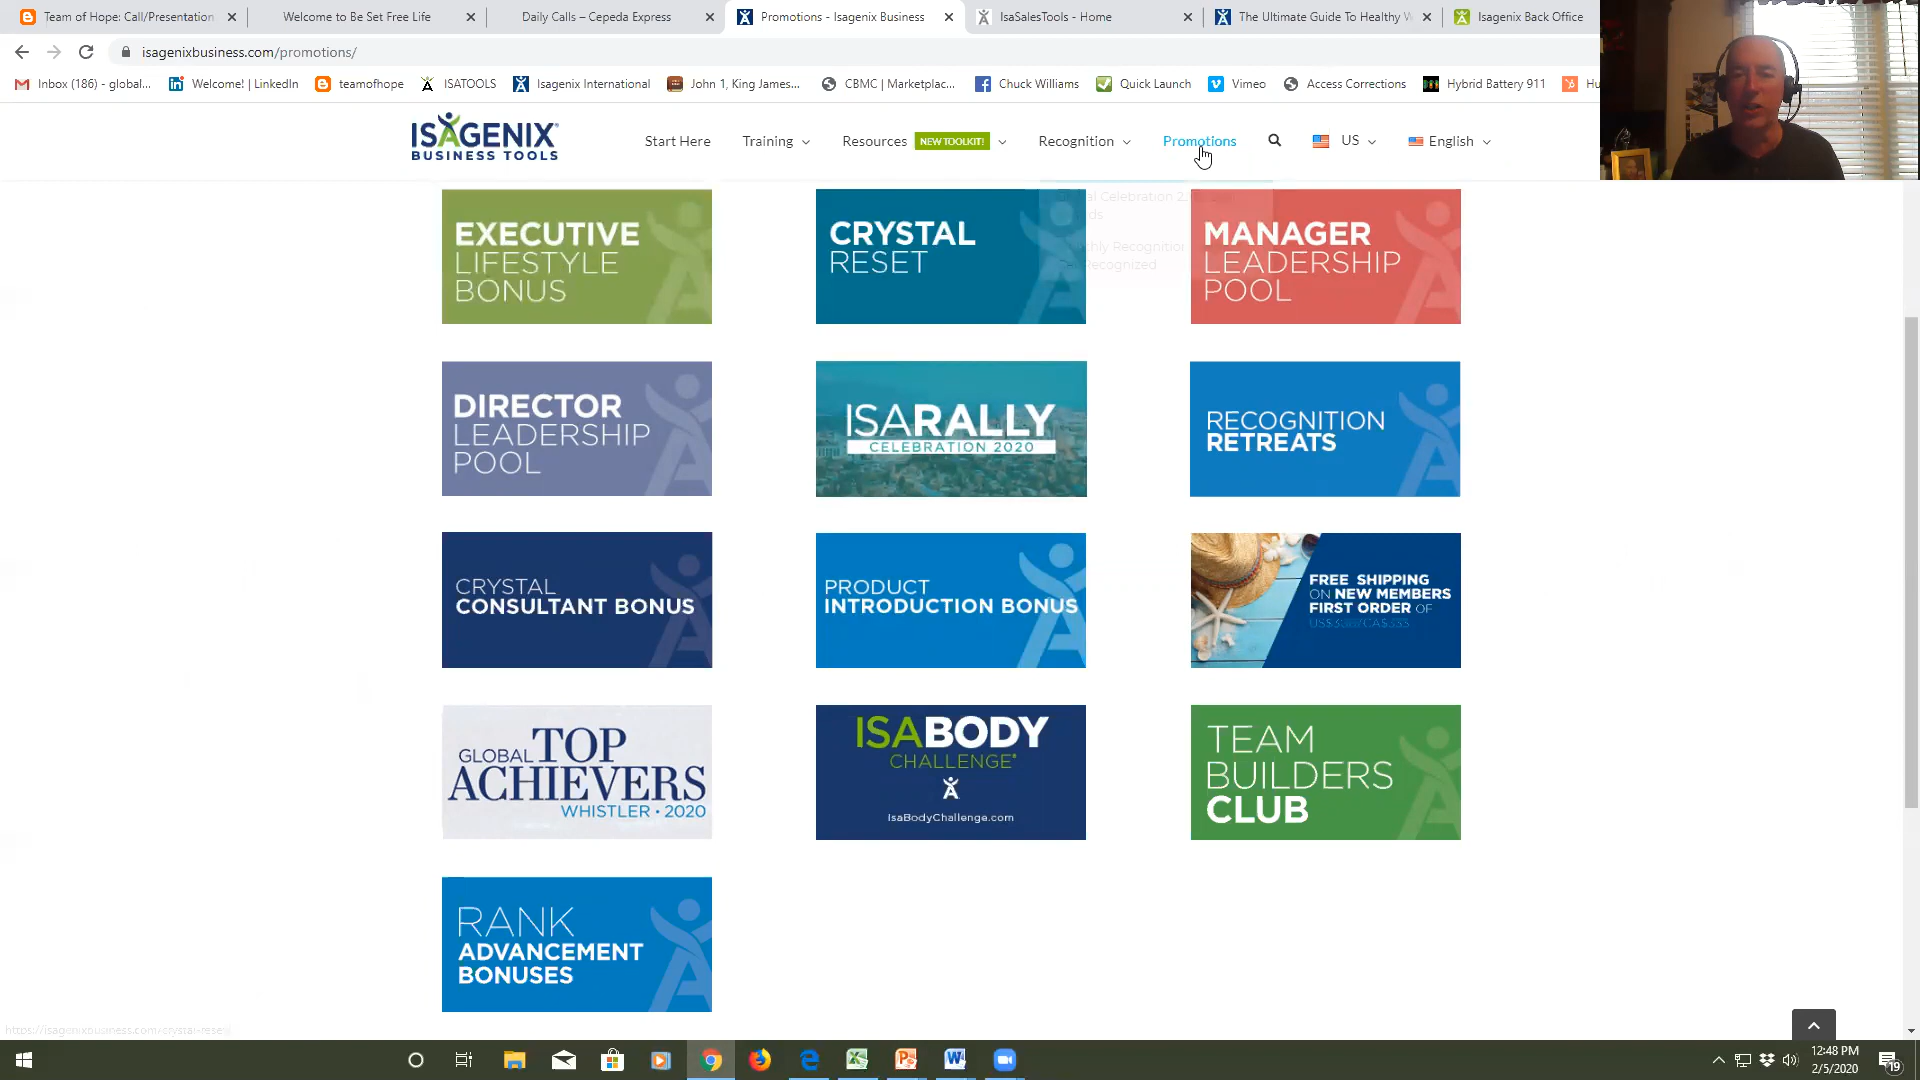 Team of Hope: Call/Presentation
Welcome to Be Set Free Life
Daily Calls – Cepeda Express
Promotions - Isagenix Business
IsaSalesTools - Home
The Ultimate Guide To Healthy
Isagenix Back Office
isagenixbusiness.com/promotions/
Inbox (186) - global...
Welcome! | LinkedIn
teamofhope
ISATOOLS
Isagenix International
John 1, King James...
CBMC | Marketplac...
Chuck Williams
Quick Launch
Vimeo
Access Corrections
Hybrid Battery 911
ISAGENIX
BUSINESS TOOLS
Start Here
Training
Resources
NEW TOOLKIT!
Recognition
Promotions
US
English
EXECUTIVE
LIFESTYLE
BONUS
CRYSTAL
RESET
MANAGER
LEADERSHIP
POOL
DIRECTOR
LEADERSHIP
POOL
ISARALLY
CELEBRATION 2020
RECOGNITION
RETREATS
CRYSTAL
CONSULTANT BONUS
PRODUCT
INTRODUCTION BONUS
FREE SHIPPING
ON NEW MEMBERS
FIRST ORDER OF
GLOBAL TOP
ACHIEVERS
WHISTLER • 2020
ISABODY
CHALLENGE®
IsaBodyChallenge.com
TEAM
BUILDERS
CLUB
RANK
ADVANCEMENT
BONUSES
12:48 PM
2/5/2020
19